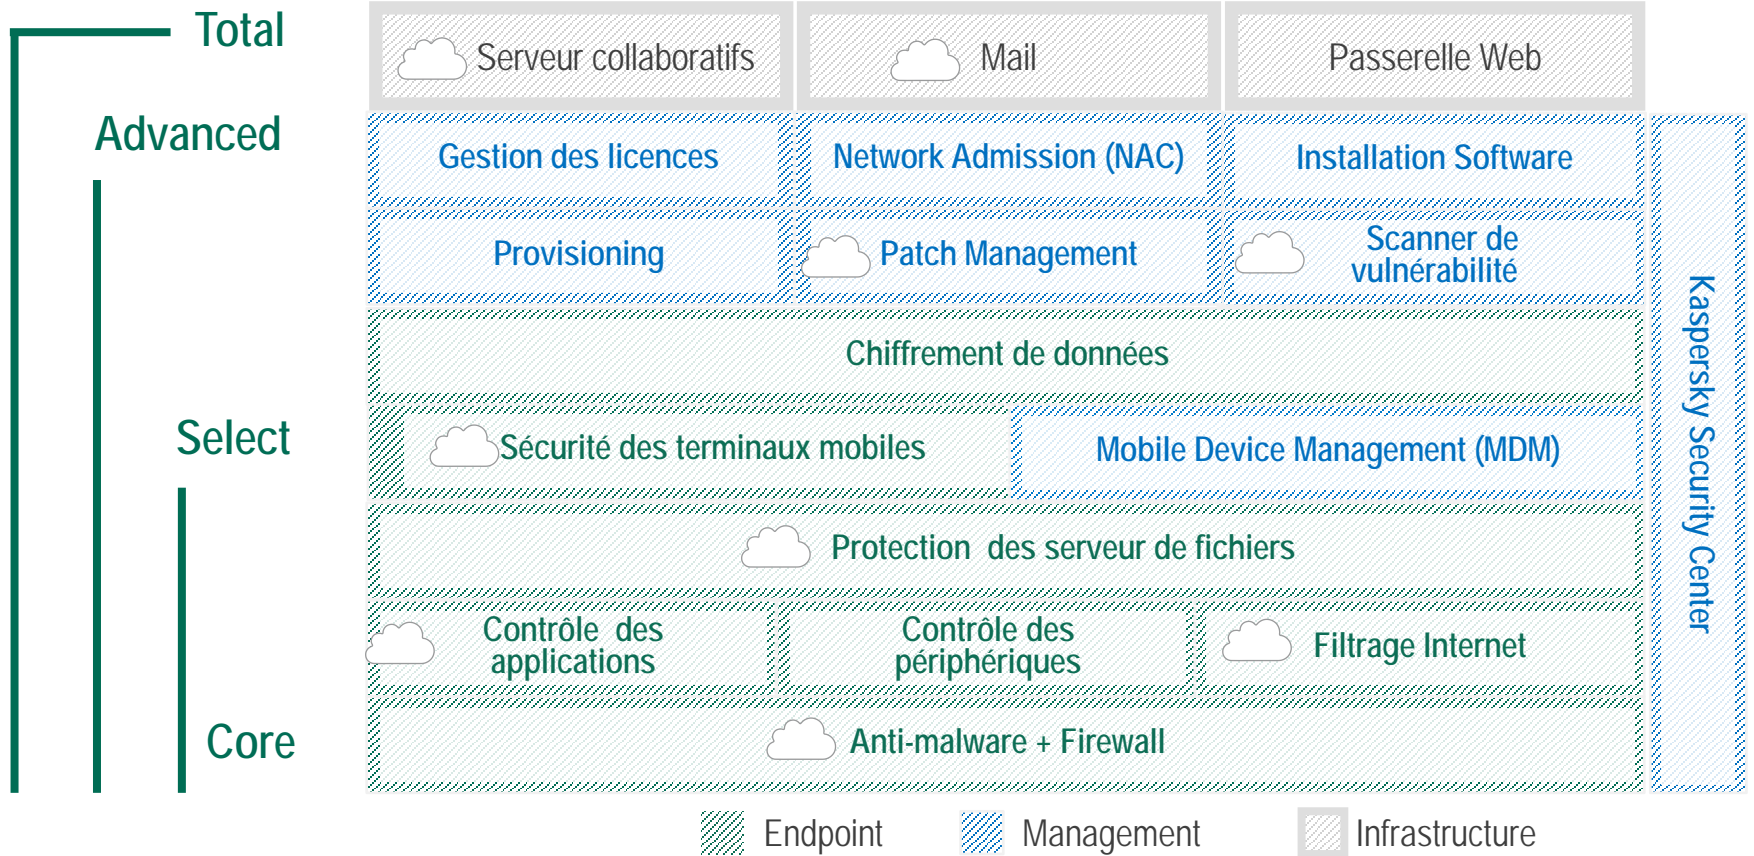 Total
Serveur collaboratifs
Mail
Passerelle Web
Advanced
Gestion des licences
Network Admission (NAC)
Installation Software
Provisioning
Patch Management
Scanner de
vulnérabilité
Chiffrement de données
Select
Sécurité des terminaux mobiles
Mobile Device Management (MDM)
Protection des serveur de fichiers
Contrôle des
applications
Contrôle des
périphériques
Filtrage Internet
Core
Anti-malware + Firewall
Kaspersky Security Center
Endpoint
Management
Infrastructure